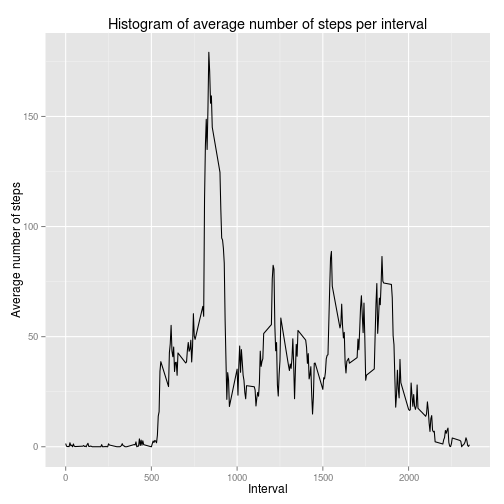 Histogram of average number of steps per interval
Average number of steps
150
100
50
0
0 500 1000 1500 2000
Interval